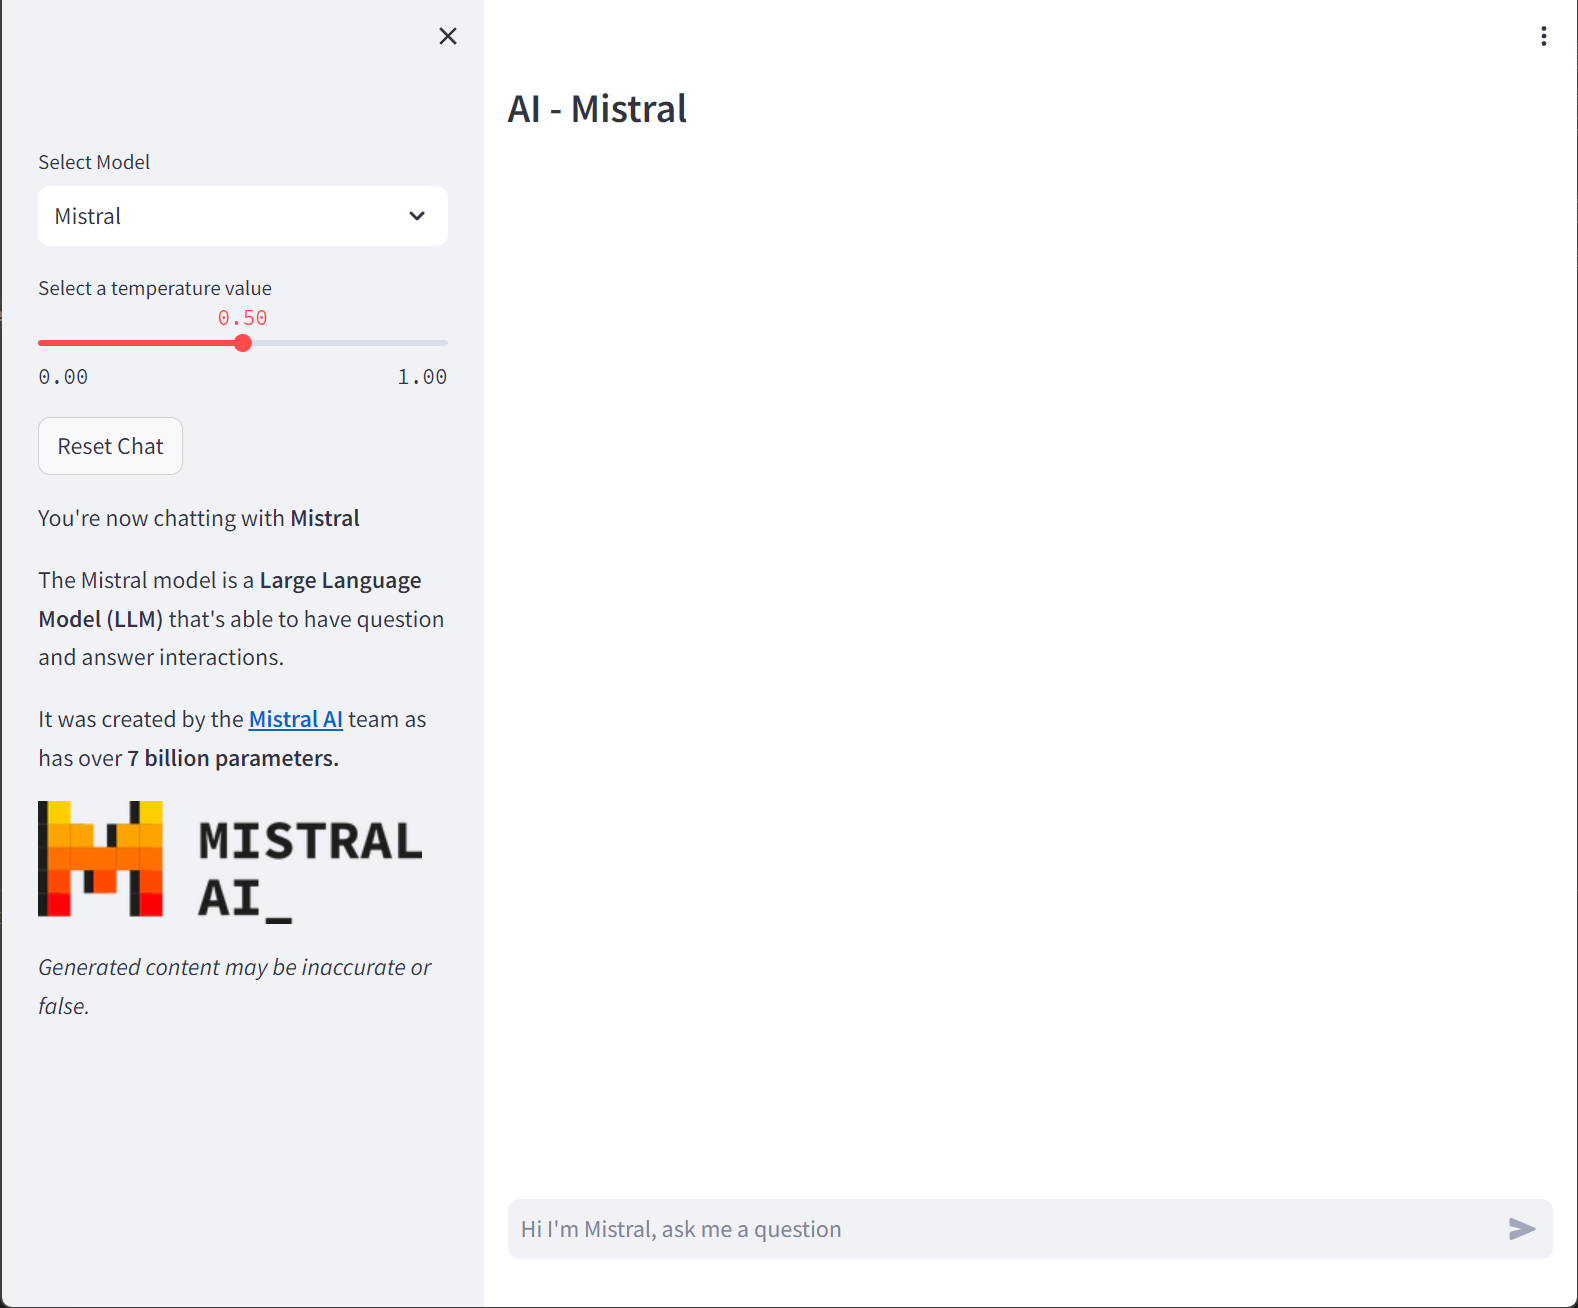 AI - Mistral
Select Model
Mistral
Select a temperature value
0.50
0.00
1.00
Reset Chat
You're now chatting with Mistral
The Mistral model is a Large Language
Model (LLM) that's able to have question
and answer interactions.
It was created by the Mistral AI team as
has over 7 billion parameters.
MISTRAL
AI_
Generated content may be inaccurate or
false.
Hi I'm Mistral, ask me a question